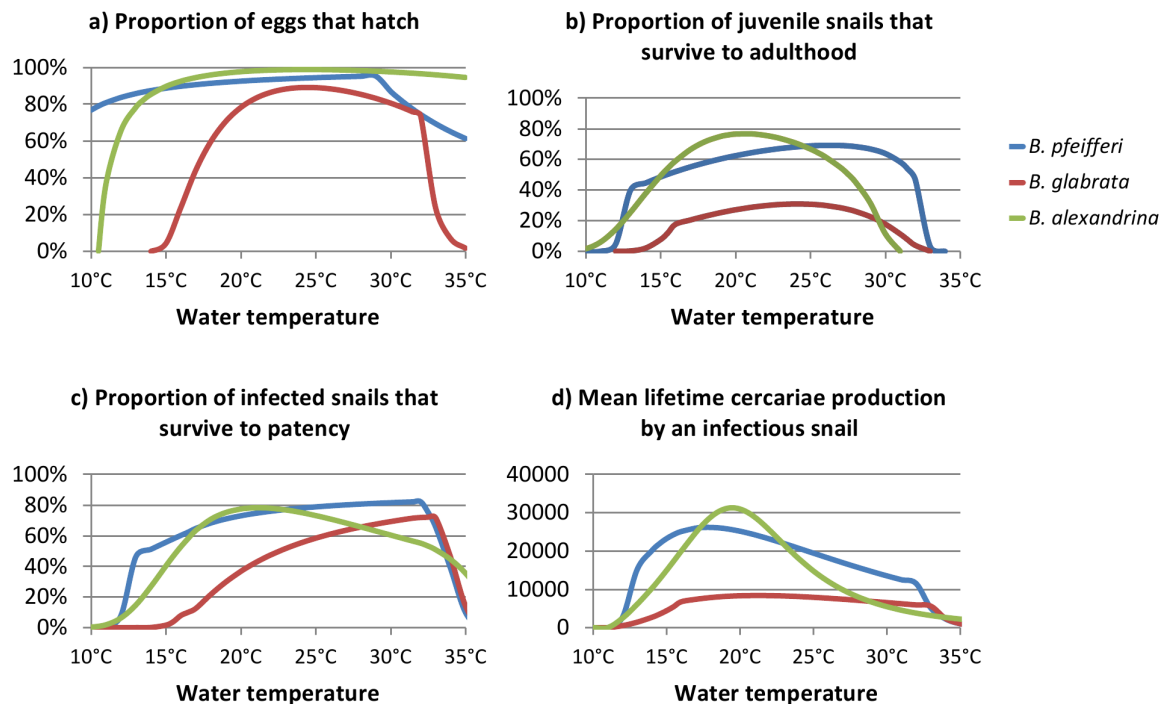 a) Proportion of eggs that hatch
100%
80%
60%
40%
20%
0%
10°C 15°C 20°C 25°C 30°C 35°C
Water temperature
b) Proportion of juvenile snails that
survive to adulthood
100%
80%
60%
40%
20%
0%
10°C 15°C 20°C 25°C 30°C 35°C
Water temperature
B. pfeifferi
B. glabrata
B. alexandrina
c) Proportion of infected snails that
survive to patency
100%
80%
60%
40%
20%
0%
10°C 15°C 20°C 25°C 30°C 35°C
Water temperature
d) Mean lifetime cercariae production
by an infectious snail
40000
30000
20000
10000
0
10°C 15°C 20°C 25°C 30°C 35°C
Water temperature